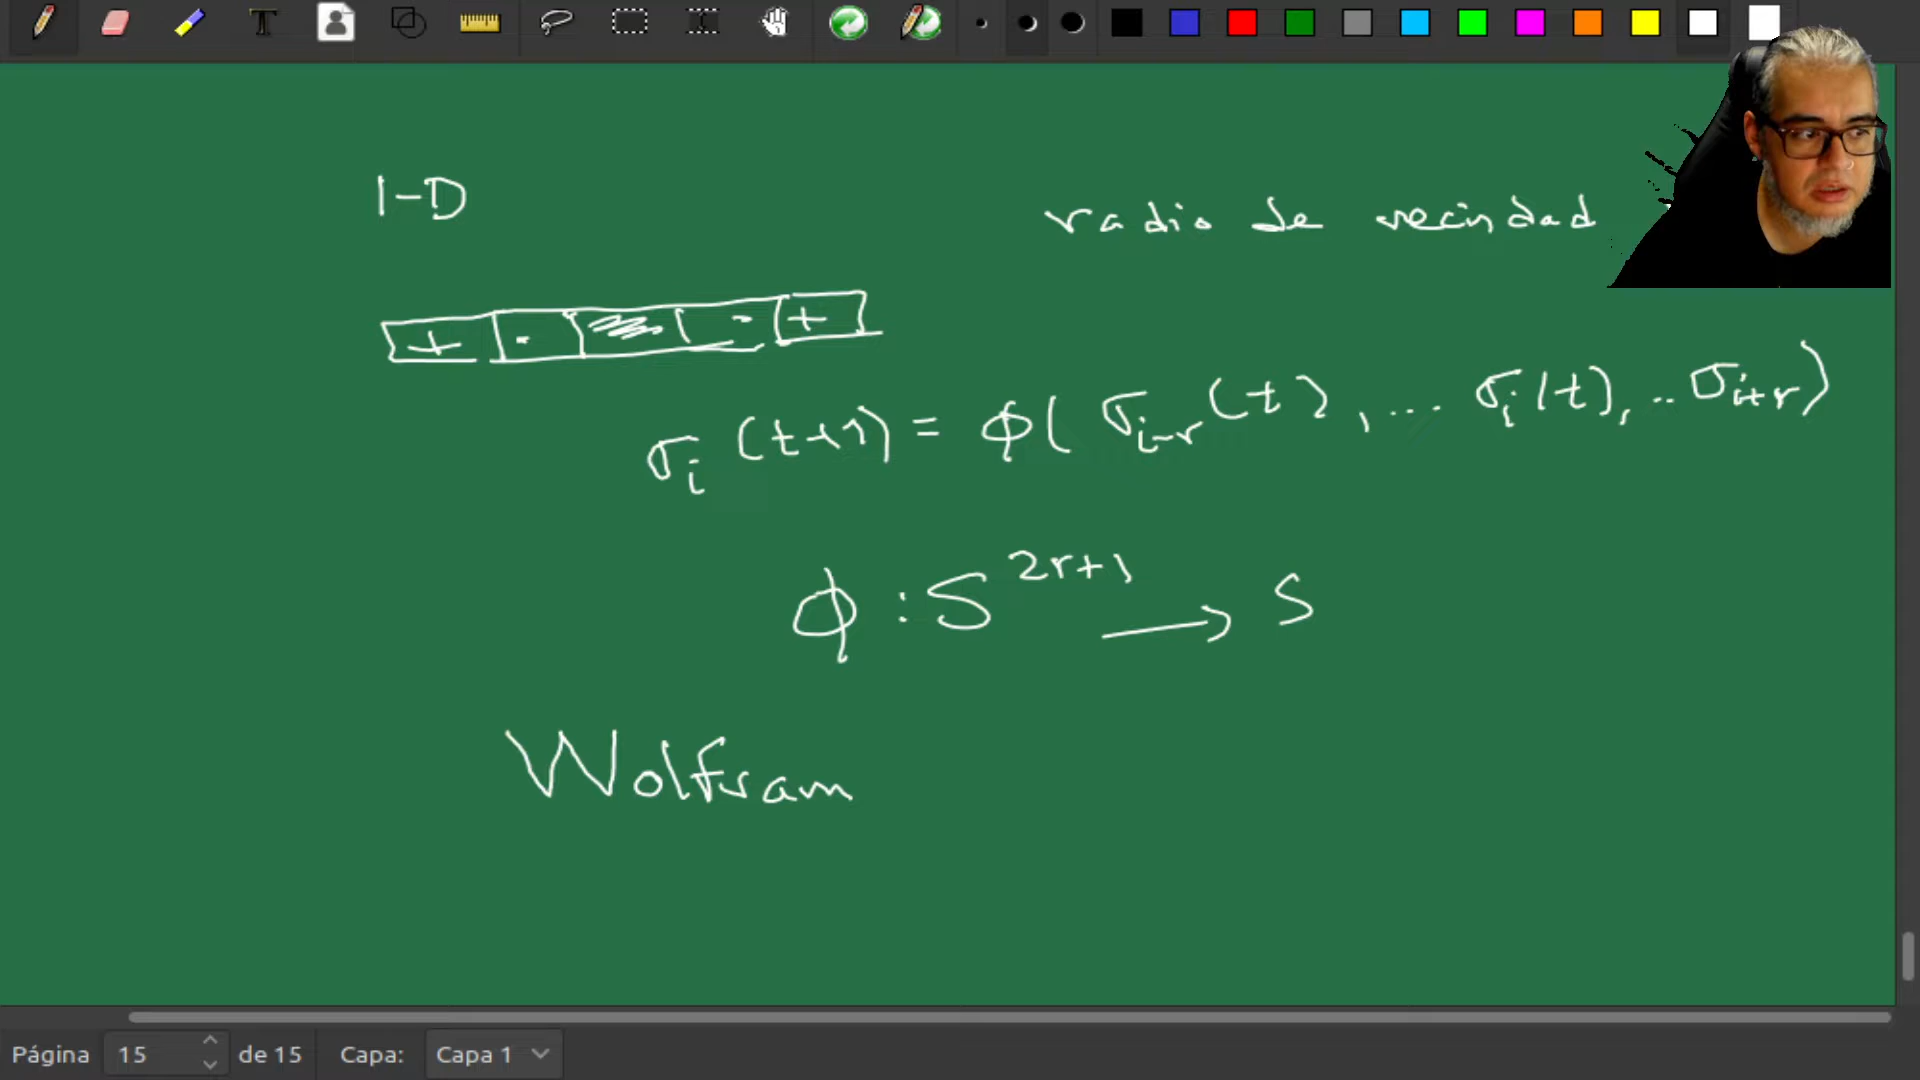 1-D
radio de vecindad
+ - - +
σᵢ(t+1) = ϕ(σᵢ₋ᵣ(t), ... σᵢ(t), .. σᵢ₊ᵣ)
ϕ : S²ʳ⁺¹ → S
Wolfram
Página 15 de 15 Capa: Capa 1